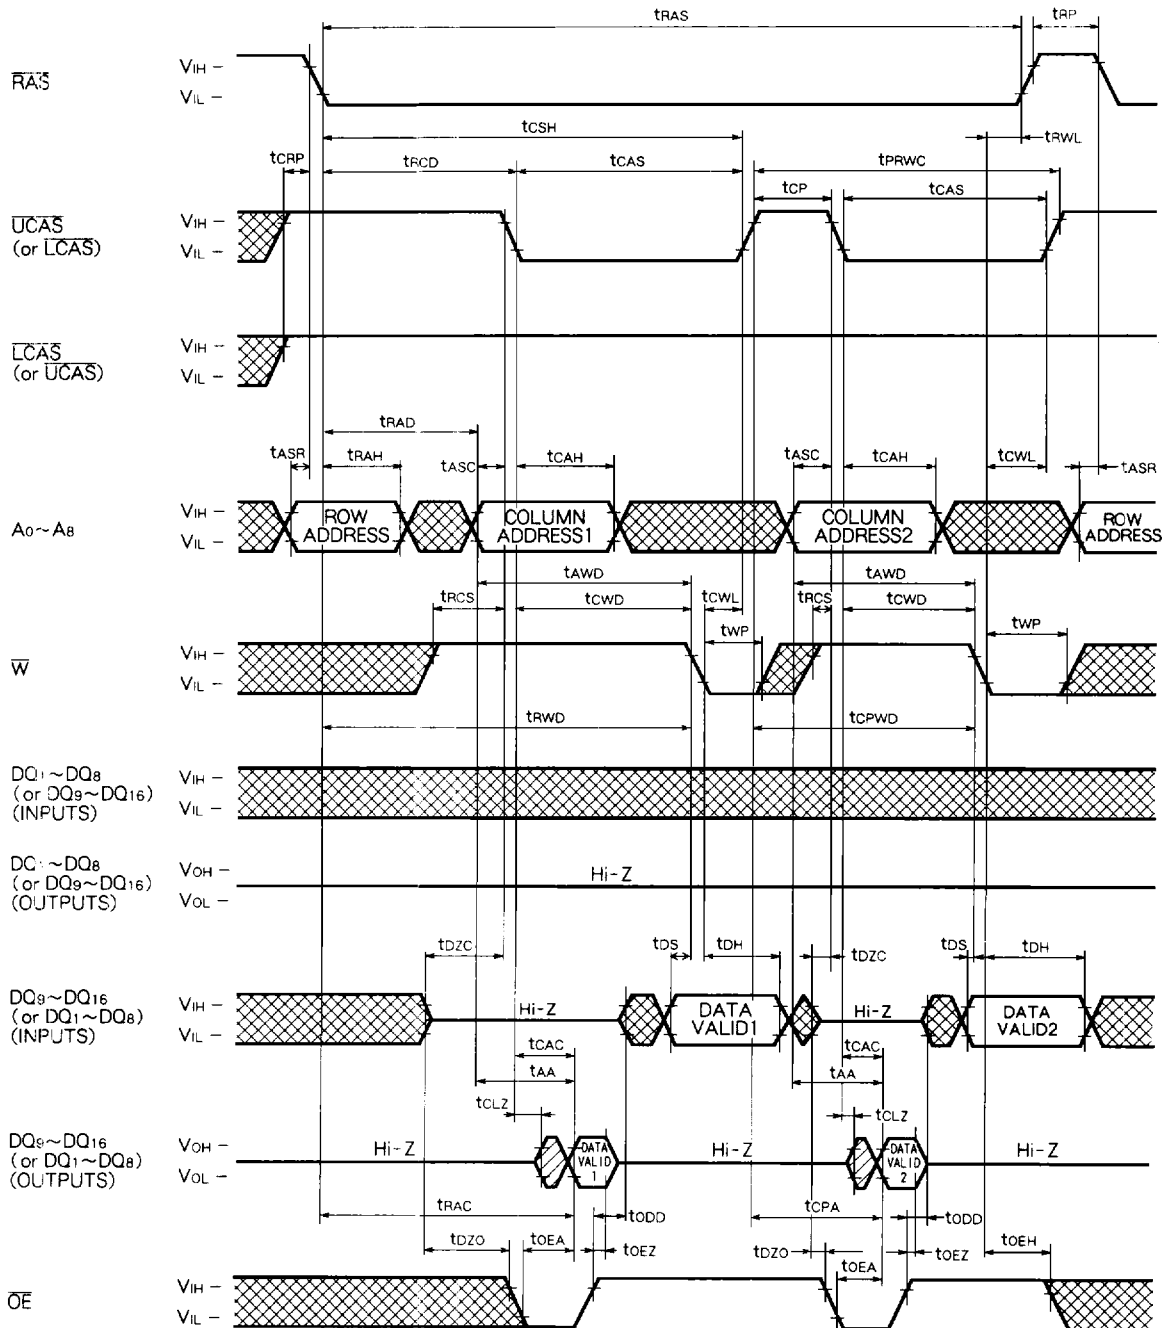 tRAS tRP
RAS VIH –
VIL –
tCSH tRWL
tCRP tRCD tCAS tPRWC
tCP tCAS
UCAS VIH –
(or LCAS) VIL –
LCAS VIH –
(or UCAS) VIL –
tRAD
tASR tRAH tASC tCAH tASC tCAH tCWL tASR
A0~A8 VIH –
VIL –
ROW ADDRESS
COLUMN ADDRESS1
COLUMN ADDRESS2
ROW ADDRESS
tAWD tAWD
tRCS tCWD tCWL tRCS tCWD
tWP tWP
W VIH –
VIL –
tRWD tCPWD
DQ1~DQ8 VIH –
(or DQ9~DQ16) VIL –
(INPUTS)
DQ1~DQ8 VOH –
(or DQ9~DQ16) Hi-Z
(OUTPUTS) VOL –
tDZC tDS tDH tDZC tDS tDH
DQ9~DQ16 VIH –
(or DQ1~DQ8) VIL –
(INPUTS)
Hi-Z
DATA VALID1
Hi-Z
DATA VALID2
tCAC tCAC
tAA tAA
tCLZ tCLZ
DQ9~DQ16 VOH –
(or DQ1~DQ8) VOL –
(OUTPUTS)
Hi-Z
DATA VALID 1
Hi-Z
DATA VALID 2
Hi-Z
tRAC tODD tCPA tODD
tDZO tOEA tOEZ tDZO tOEA tOEZ tOEH
OE VIH –
VIL –